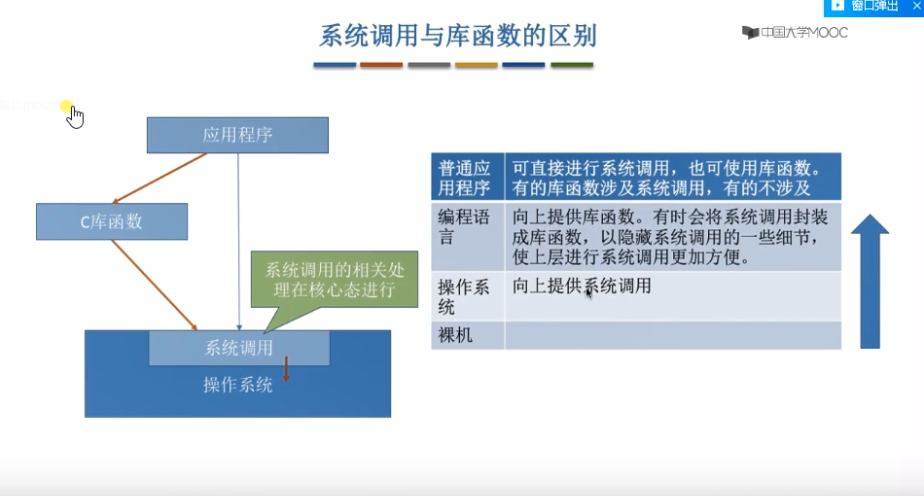 窗口弹出
系统调用与库函数的区别
中国大学MOOC
应用程序
C库函数
系统调用的相关处
理在核心态进行
系统调用
操作系统
普通应
用程序
可直接进行系统调用，也可使用库函数。
有的库函数涉及系统调用，有的不涉及
编程语
言
向上提供库函数。有时会将系统调用封装
成库函数，以隐藏系统调用的一些细节，
使上层进行系统调用更加方便。
操作系
统
向上提供系统调用
裸机